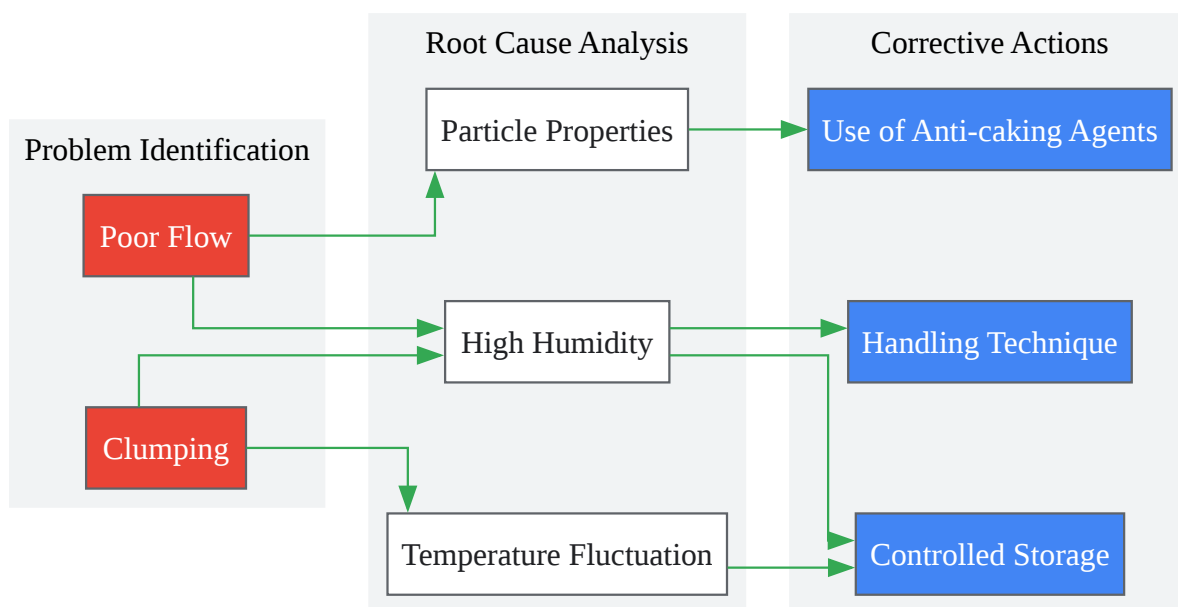 Problem Identification
Poor Flow
Clumping
Root Cause Analysis
Particle Properties
High Humidity
Temperature Fluctuation
Corrective Actions
Use of Anti-caking Agents
Handling Technique
Controlled Storage